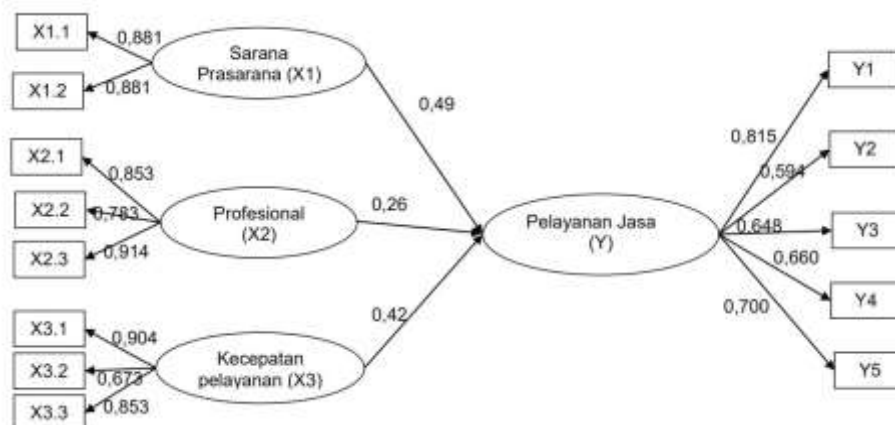 X1.1
0,881
X1.2
0,881
Sarana
Prasarana (X1)
0,49
X2.1
0,853
X2.2
0,783
X2.3
0,914
Profesional
(X2)
0,26
X3.1
0,904
X3.2
0,673
X3.3
0,853
Kecepatan
pelayanan (X3)
0,42
Pelayanan Jasa
(Y)
Y1
0,815
Y2
0,594
Y3
0,648
Y4
0,660
Y5
0,700